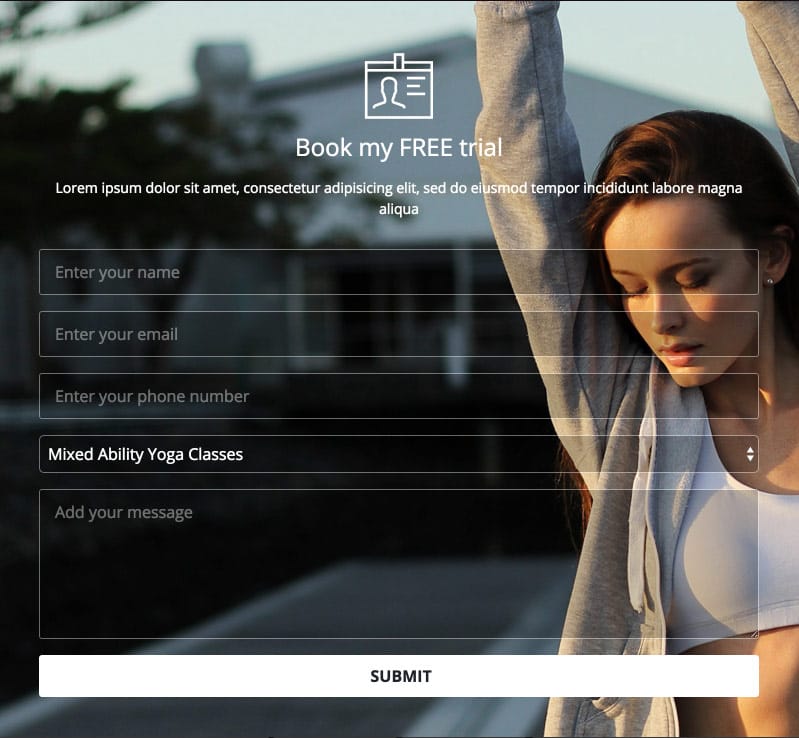 Book my FREE trial
Lorem ipsum dolor sit amet, consectetur adipisicing elit, sed do eiusmod tempor incididunt labore magna
aliqua
Enter your name
Enter your email
Enter your phone number
Mixed Ability Yoga Classes
Add your message
SUBMIT